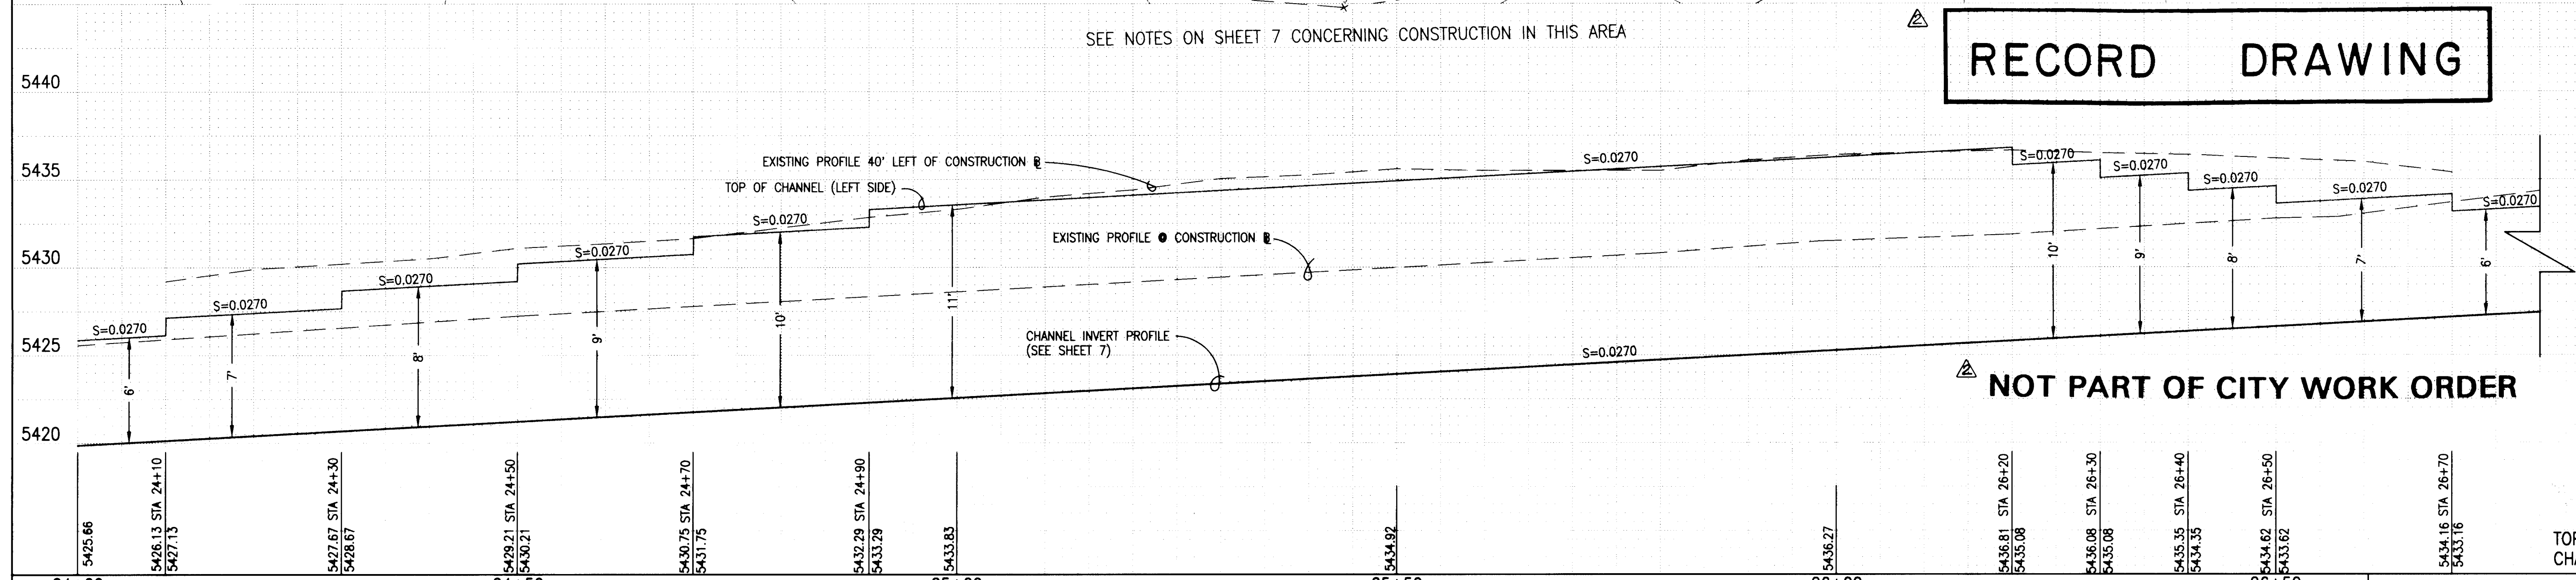 SEE NOTES ON SHEET 7 CONCERNING CONSTRUCTION IN THIS AREA
2
RECORD DRAWING
5440
5435
5430
5425
5420
EXISTING PROFILE 40' LEFT OF CONSTRUCTION
TOP OF CHANNEL (LEFT SIDE)
EXISTING PROFILE @ CONSTRUCTION
CHANNEL INVERT PROFILE
(SEE SHEET 7)
S=0.0270
S=0.0270
S=0.0270
S=0.0270
S=0.0270
S=0.0270
S=0.0270
S=0.0270
S=0.0270
S=0.0270
S=0.0270
S=0.0270
6'
7'
8'
9'
10'
11'
10'
9'
8'
7'
6'
2
NOT PART OF CITY WORK ORDER
5425.66
5426.13 STA 24+10
5427.13
5427.67 STA 24+30
5428.67
5429.21 STA 24+50
5430.21
5430.75 STA 24+70
5431.75
5432.29 STA 24+90
5433.29
5433.83
5434.92
5436.27
5436.81 STA 26+20
5435.08
5436.08 STA 26+30
5435.08
5435.35 STA 26+40
5434.35
5434.62 STA 26+50
5433.62
5434.16 STA 26+70
5433.16